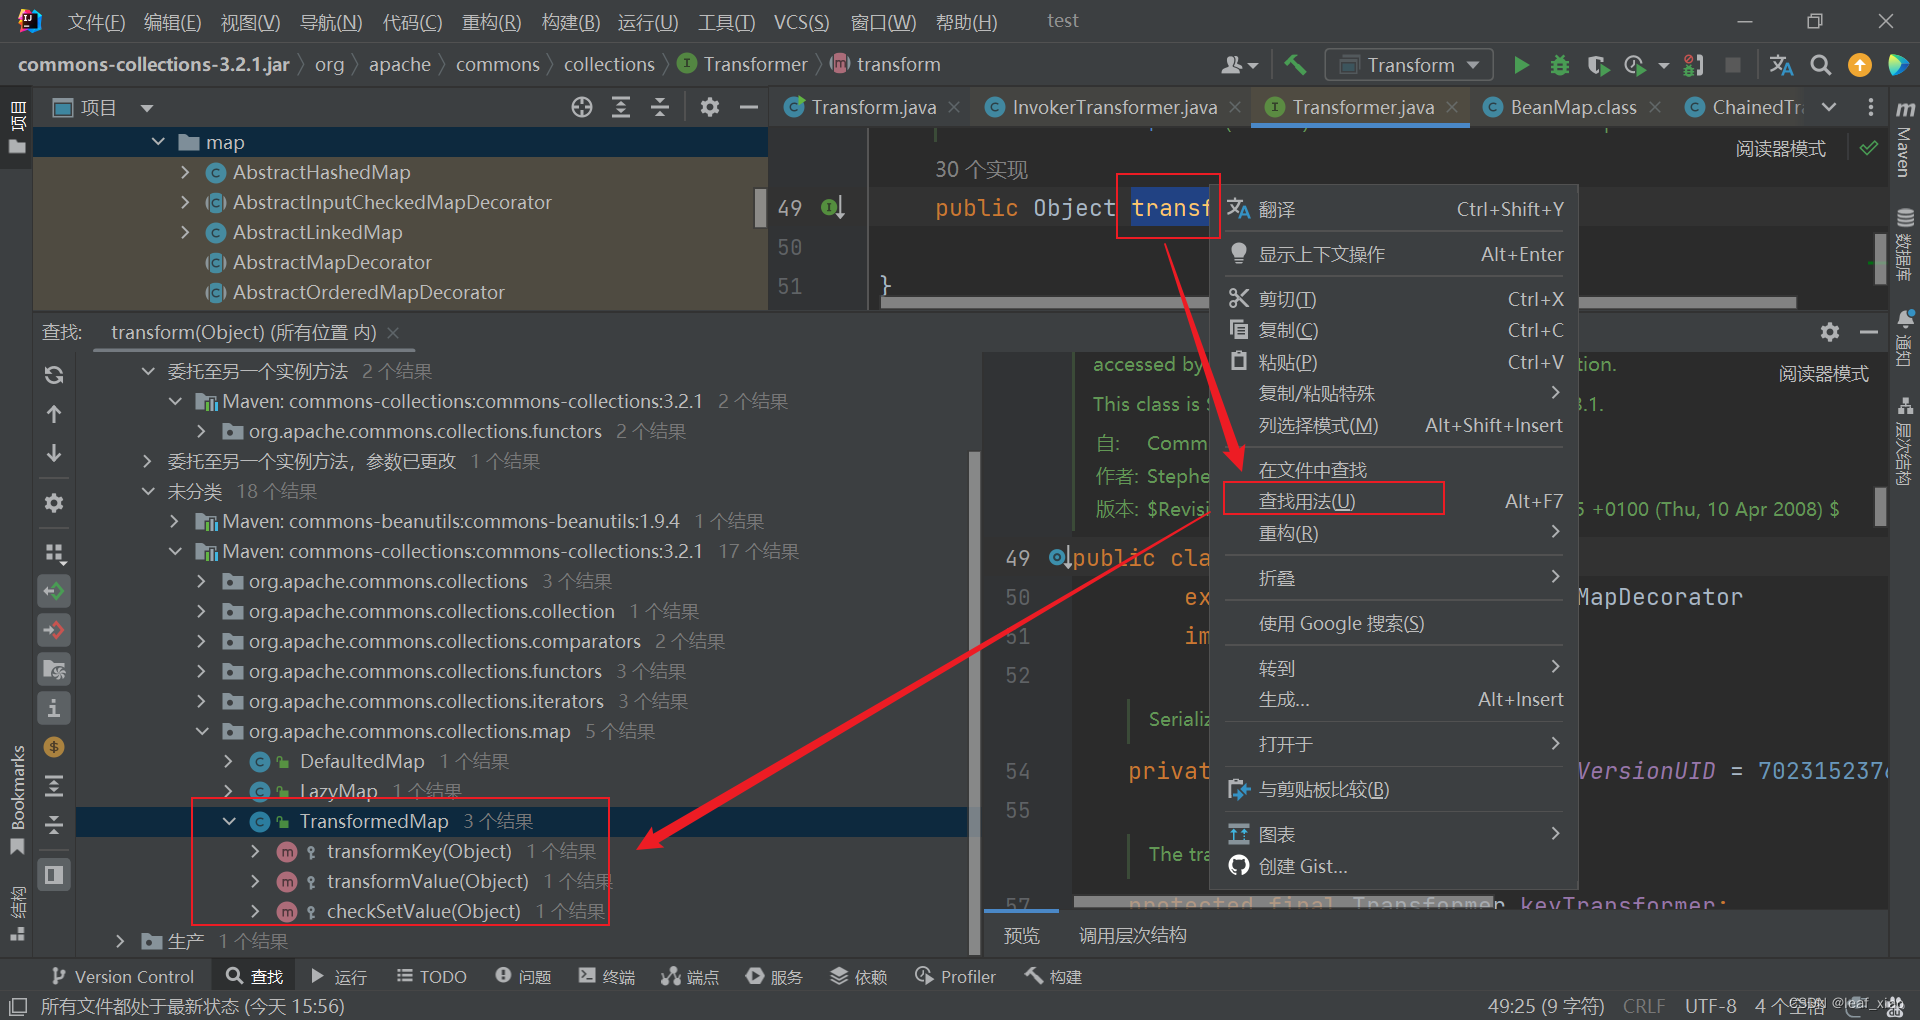 文件(F) 编辑(E) 视图(V) 导航(N) 代码(C) 重构(R) 构建(B) 运行(U) 工具(T) VCS(S) 窗口(W) 帮助(H) test
commons-collections-3.2.1.jar org apache commons collections Transformer transform Transform
项目
Transform.java InvokerTransformer.java Transformer.java BeanMap.class ChainedTra
map
AbstractHashedMap
AbstractInputCheckedMapDecorator
AbstractLinkedMap
AbstractMapDecorator
AbstractOrderedMapDecorator
阅读器模式
30 个实现
49 public Object transf
50
51 }
查找: transform(Object) (所有位置 内)
委托至另一个实例方法 2 个结果
Maven: commons-collections:commons-collections:3.2.1 2 个结果
org.apache.commons.collections.functors 2 个结果
委托至另一个实例方法，参数已更改 1 个结果
未分类 18 个结果
Maven: commons-beanutils:commons-beanutils:1.9.4 1 个结果
Maven: commons-collections:commons-collections:3.2.1 17 个结果
org.apache.commons.collections 3 个结果
org.apache.commons.collections.collection 1 个结果
org.apache.commons.collections.comparators 2 个结果
org.apache.commons.collections.functors 3 个结果
org.apache.commons.collections.iterators 3 个结果
org.apache.commons.collections.map 5 个结果
DefaultedMap 1 个结果
LazyMap 1 个结果
TransformedMap 3 个结果
transformKey(Object) 1 个结果
transformValue(Object) 1 个结果
checkSetValue(Object) 1 个结果
生产 1 个结果
翻译 Ctrl+Shift+Y
显示上下文操作 Alt+Enter
剪切(T) Ctrl+X
复制(C) Ctrl+C
粘贴(P) Ctrl+V
复制/粘贴特殊
列选择模式(M) Alt+Shift+Insert
在文件中查找
查找用法(U) Alt+F7
重构(R)
折叠
使用 Google 搜索(S)
转到
生成... Alt+Insert
打开于
与剪贴板比较(B)
图表
创建 Gist...
accessed by tion.
阅读器模式
This class is S 3.1.
自: Comm
作者: Stephe
版本: $Revisi 5 +0100 (Thu, 10 Apr 2008) $
49 public cla
50 ex MapDecorator
51 im
52
Serializ
54 privat VersionUID = 702315237
55
The tra
57 protected final Transformer keyTransformer;
预览 调用层次结构
项目
Bookmarks
结构
Maven
数据库
通知
层次结构
Version Control 查找 运行 TODO 问题 终端 端点 服务 依赖 Profiler 构建
所有文件都处于最新状态 (今天 15:56) 49:25 (9 字符) CRLF UTF-8 4 个空格
CSDN @leaf_xiao